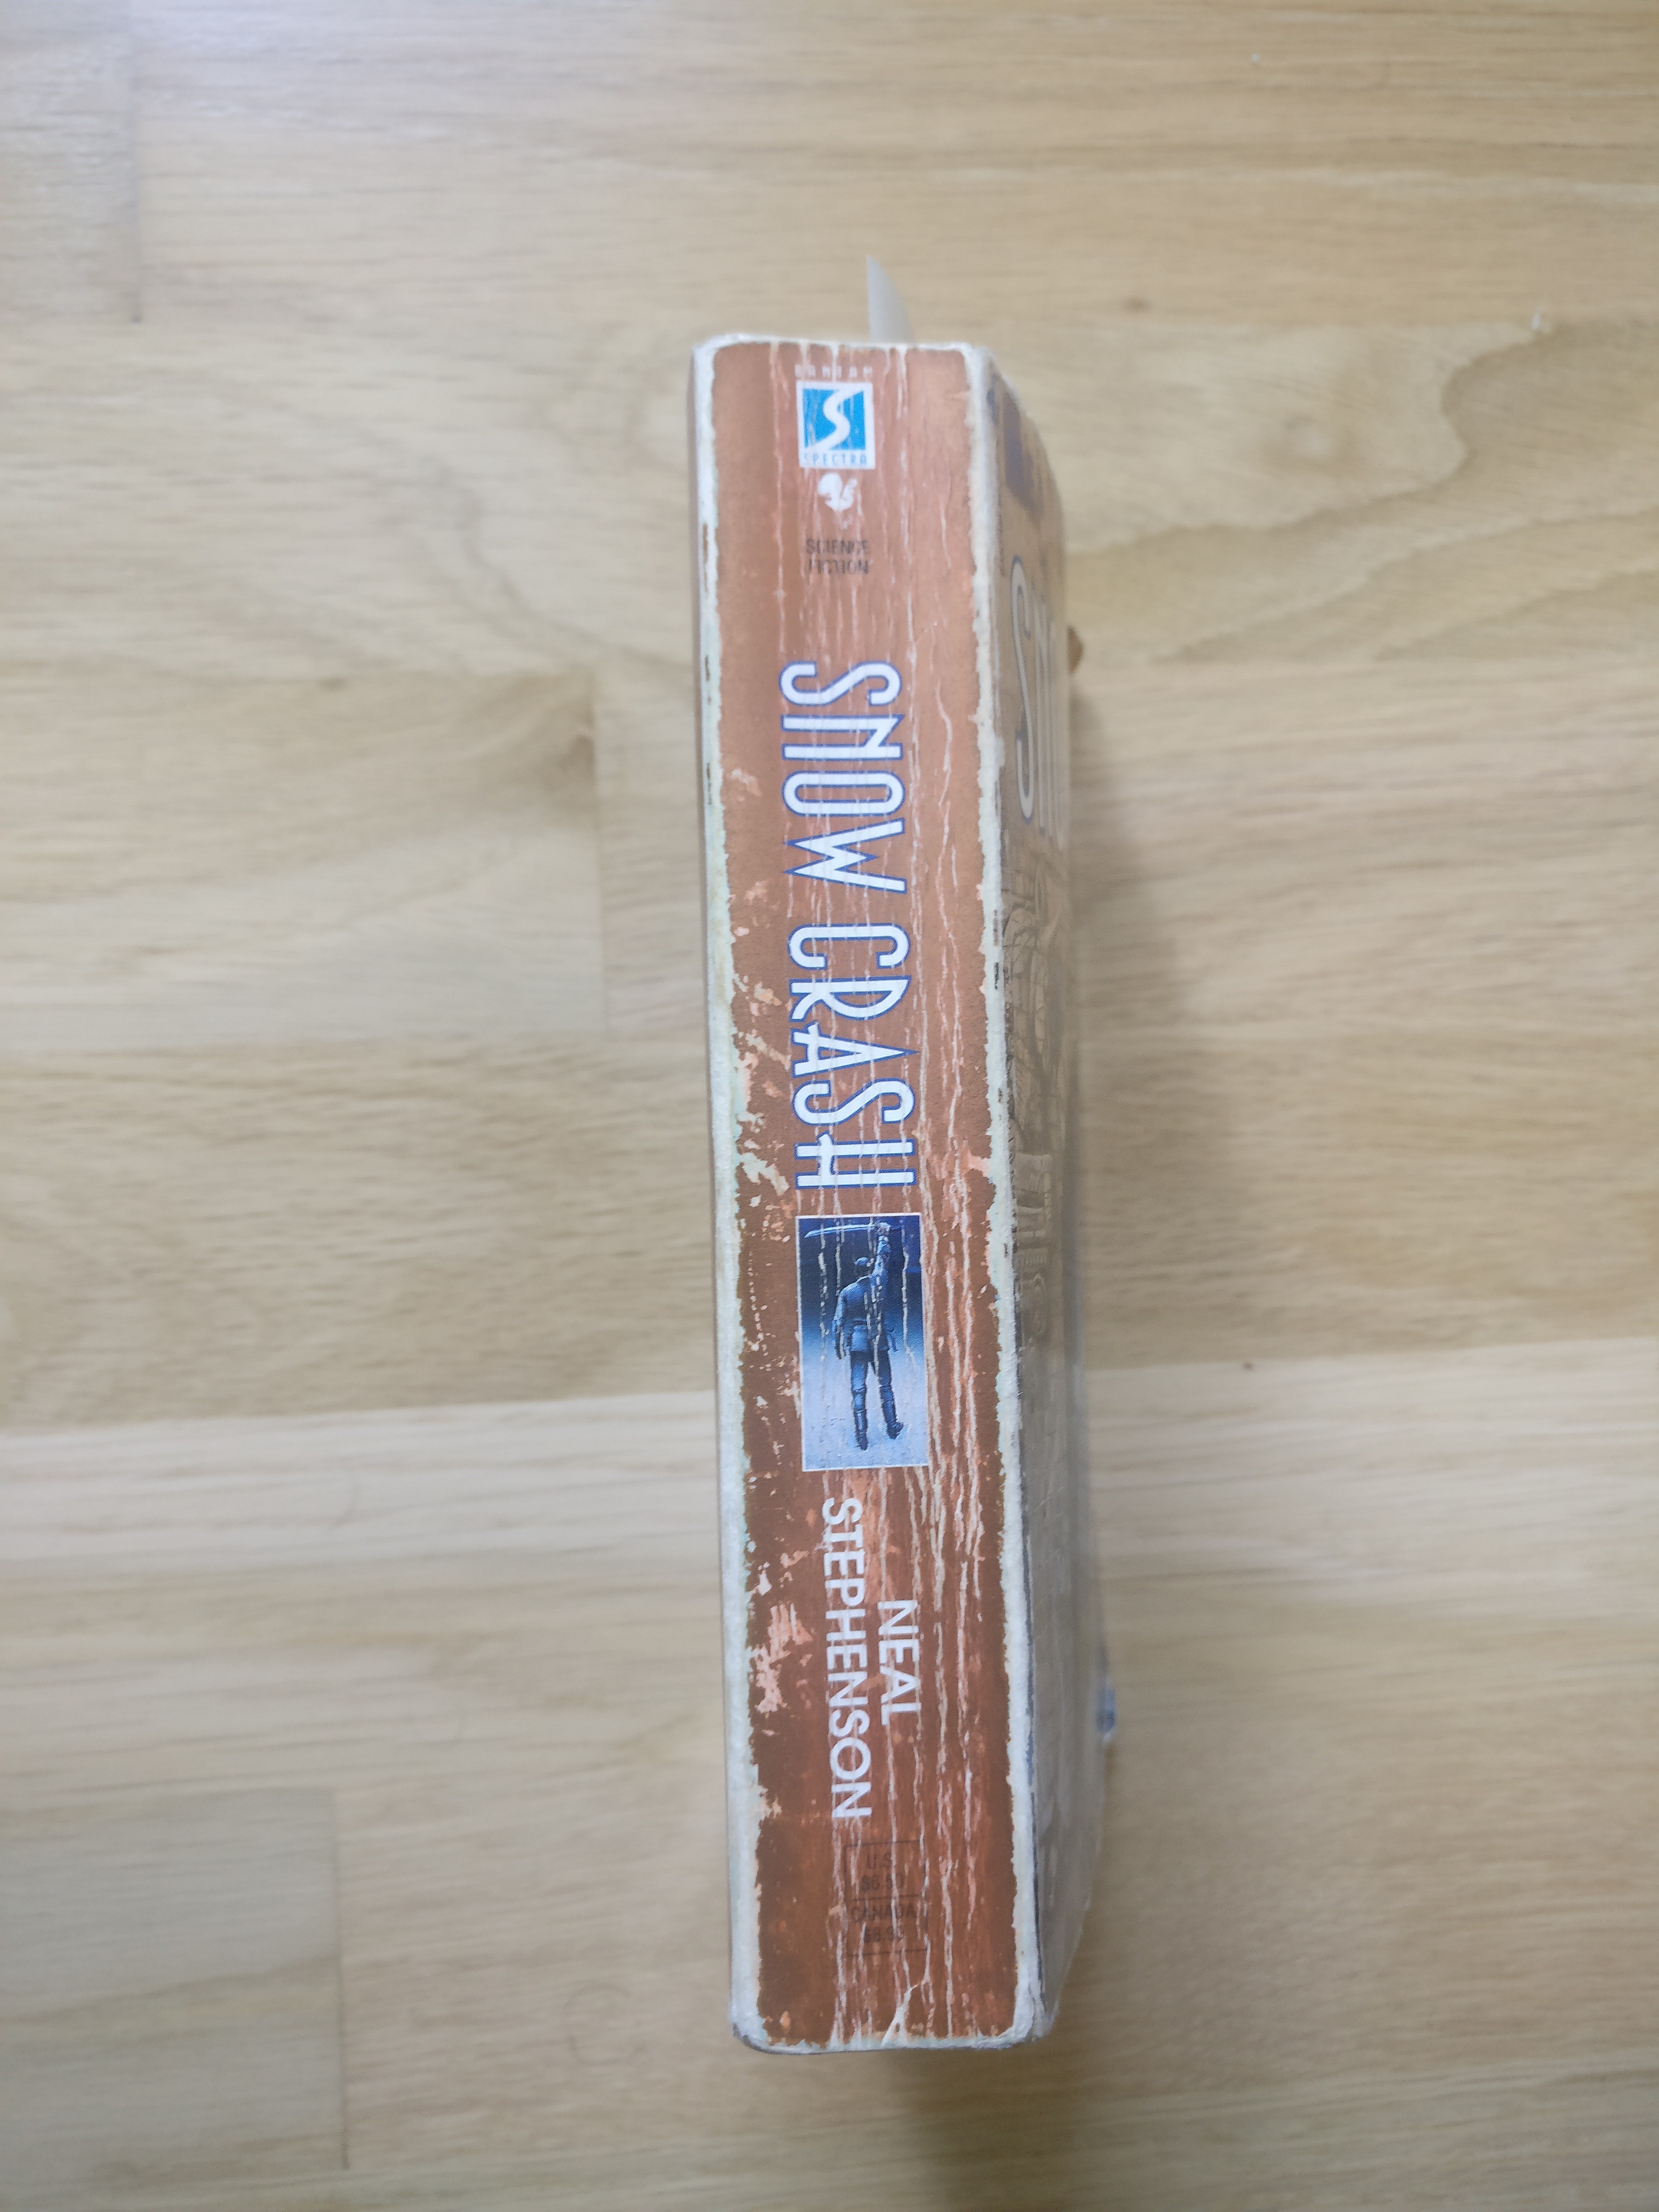 BANTAM
S
SPECTRA
SCIENCE
FICTION
SNOW CRASH
NEAL
STEPHENSON
U.S.
CANADA